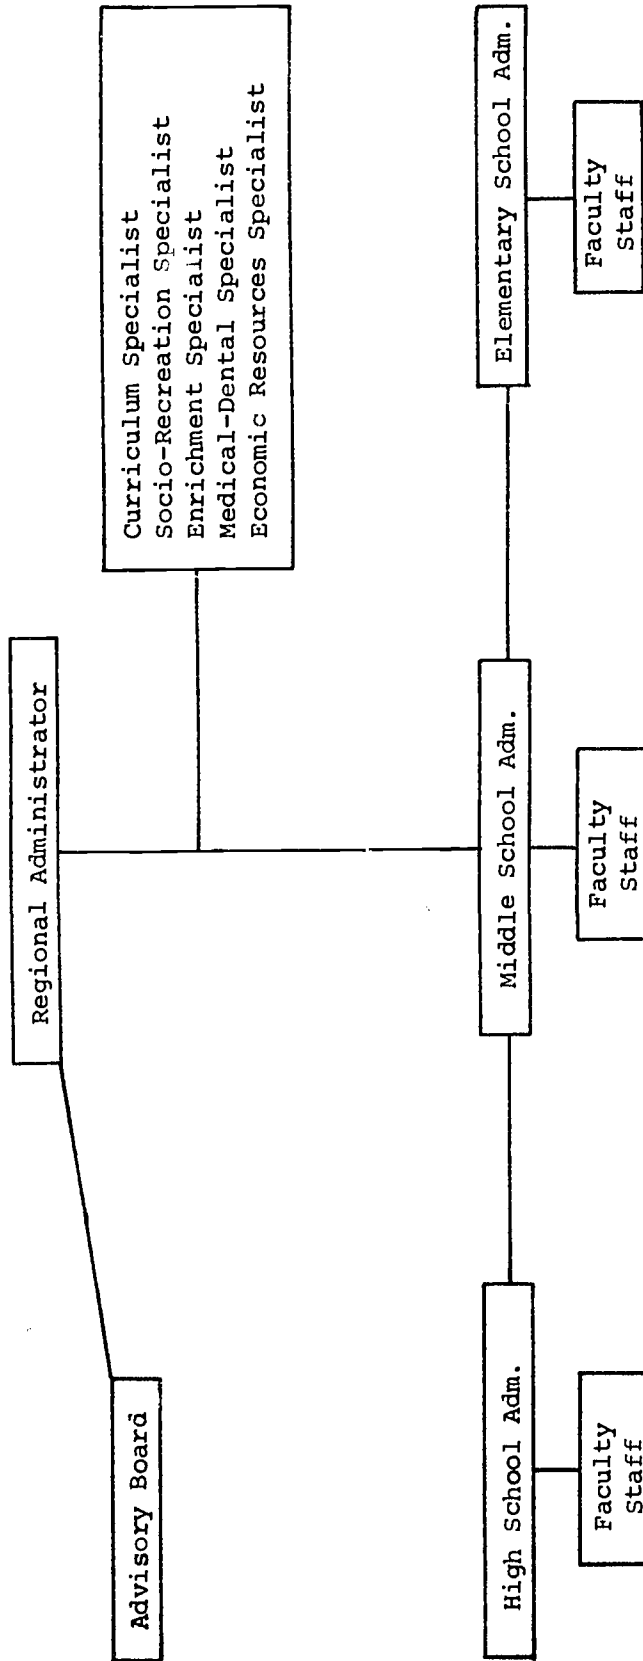 Regional Administrator
Advisory Board
Curriculum Specialist
Socio-Recreation Specialist
Enrichment Specialist
Medical-Dental Specialist
Economic Resources Specialist
High School Adm.
Middle School Adm.
Elementary School Adm.
Faculty
Staff
Faculty
Staff
Faculty
Staff